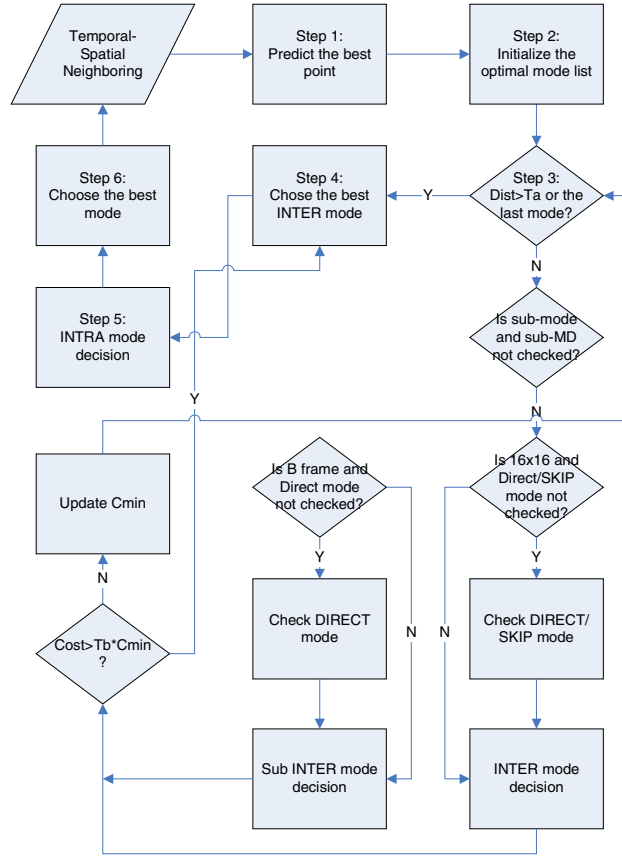 Temporal-
Spatial
Neighboring
Step 1:
Predict the best
point
Step 2:
Initialize the
optimal mode list
Step 6:
Choose the best
mode
Step 4:
Chose the best
INTER mode
Y
Step 3:
Dist>Ta or the
last mode?
N
Step 5:
INTRA mode
decision
Is sub-mode
and sub-MD
not checked?
Y
N
Update Cmin
Is B frame and
Direct mode
not checked?
Is 16x16 and
Direct/SKIP
mode not
checked?
N
Y
Y
Cost>Tb*Cmin
?
Check DIRECT
mode
N
N
Check DIRECT/
SKIP mode
Sub INTER mode
decision
INTER mode
decision